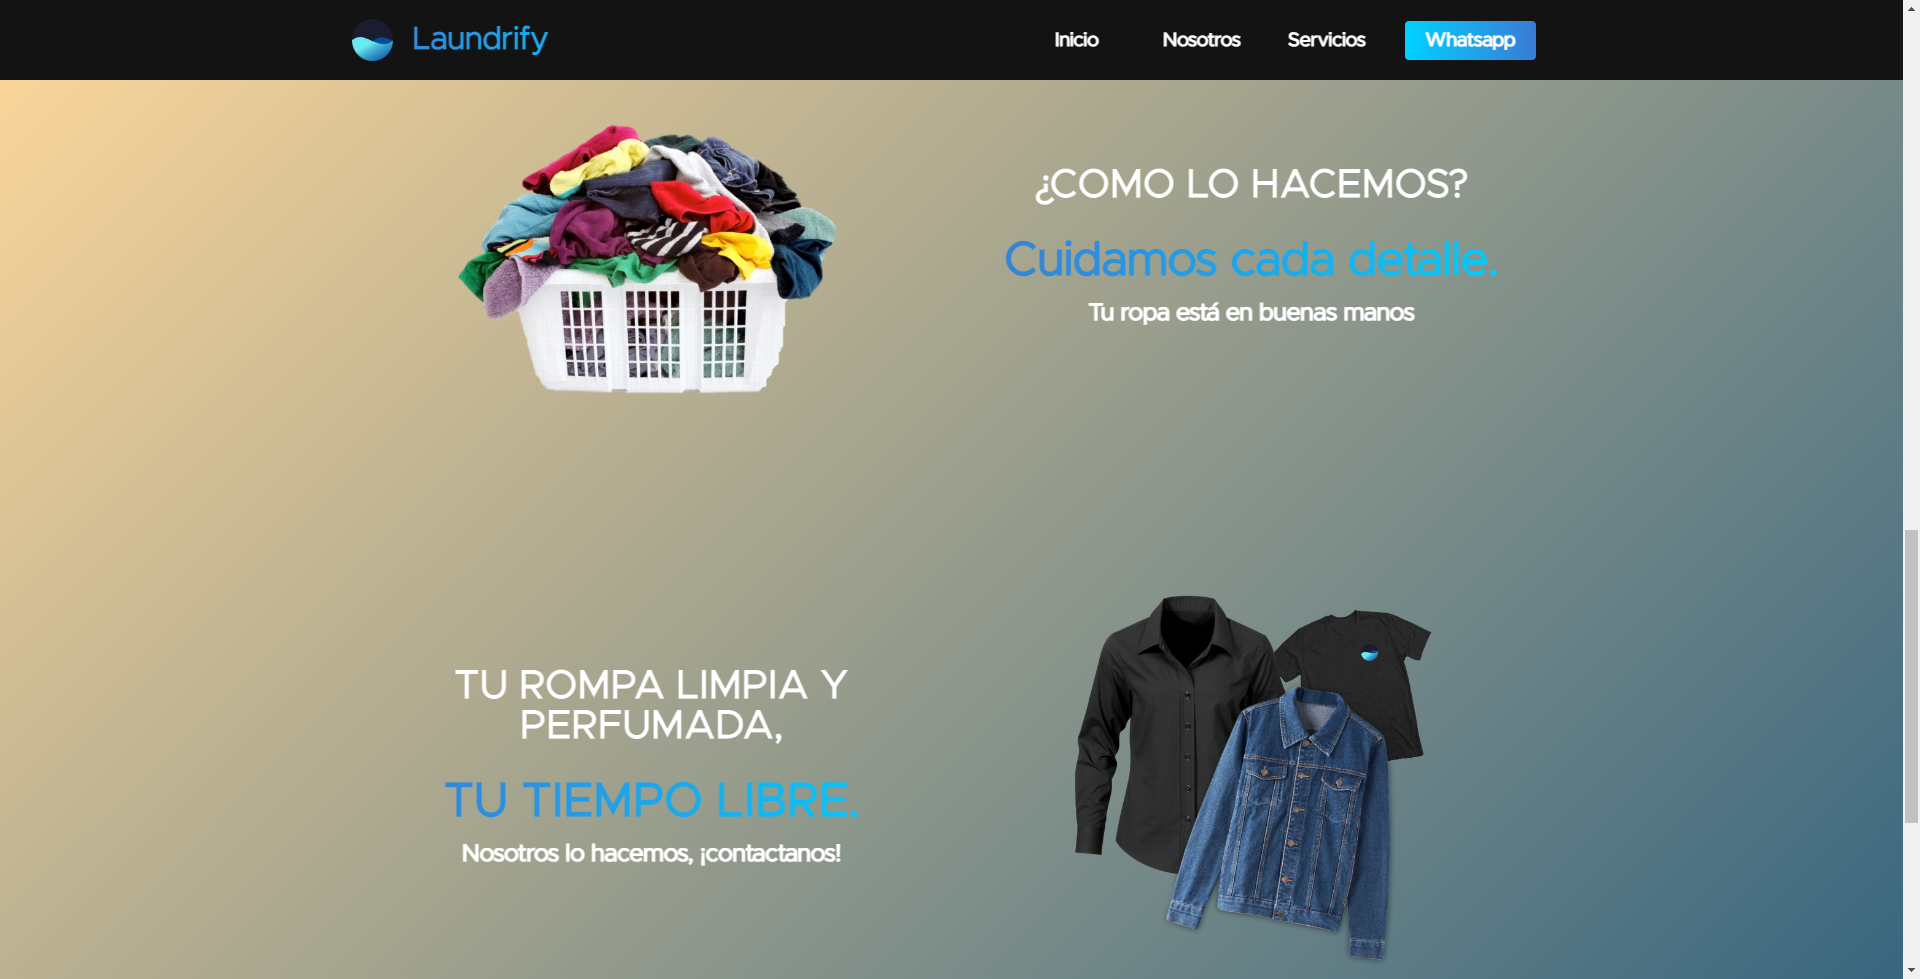 Laundrify
Inicio Nosotros Servicios Whatsapp
¿COMO LO HACEMOS?
Cuidamos cada detalle.
Tu ropa está en buenas manos
TU ROMPA LIMPIA Y
PERFUMADA,
TU TIEMPO LIBRE.
Nosotros lo hacemos, ¡contactanos!